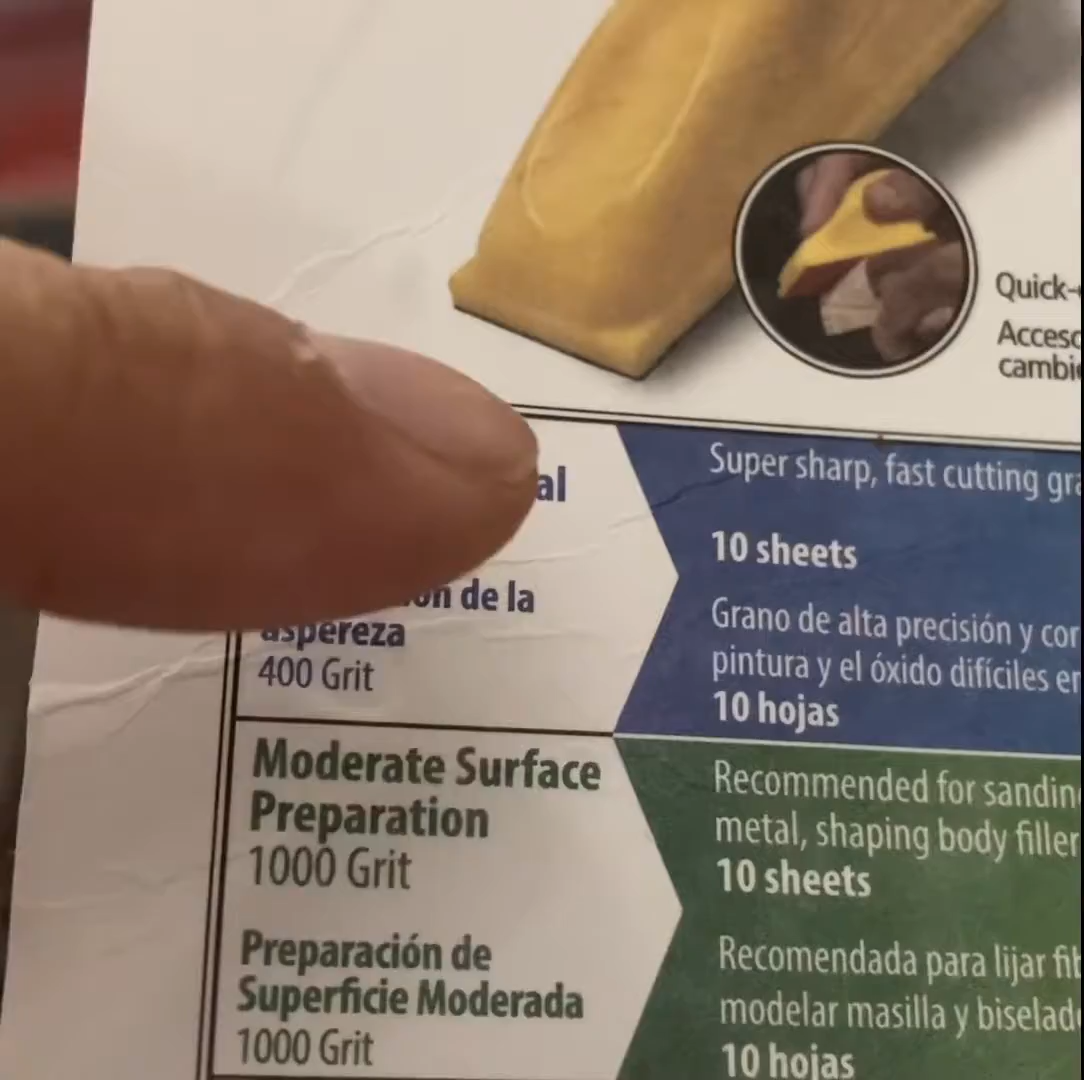 Quick-
Acceso
cambi
al
Super sharp, fast cutting gra
10 sheets
de la
aspereza
400 Grit
Grano de alta precisión y cor
pintura y el óxido difíciles en
10 hojas
Moderate Surface
Preparation
1000 Grit
Recommended for sandin
metal, shaping body filler
10 sheets
Preparación de
Superficie Moderada
1000 Grit
Recomendada para lijar fib
modelar masilla y biselad
10 hojas